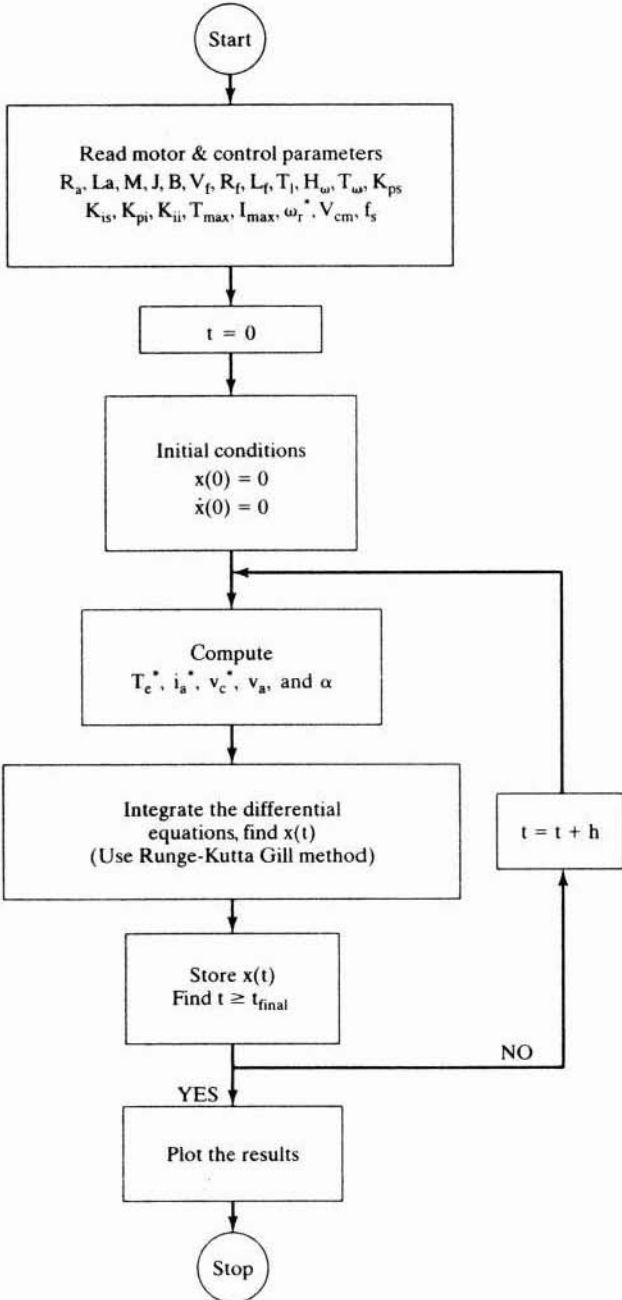 Start
Read motor & control parameters
Rₐ, La, M, J, B, V_f, R_f, L_f, T_l, H_ω, T_ω, K_ps
K_is, K_pi, K_ii, T_max, I_max, ω_r*, V_cm, f_s
t = 0
Initial conditions
x(0) = 0
ẋ(0) = 0
Compute
T_e*, i_a*, v_c*, v_a, and α
Integrate the differential
equations, find x(t)
(Use Runge-Kutta Gill method)
t = t + h
Store x(t)
Find t ≥ t_final
NO
YES
Plot the results
Stop